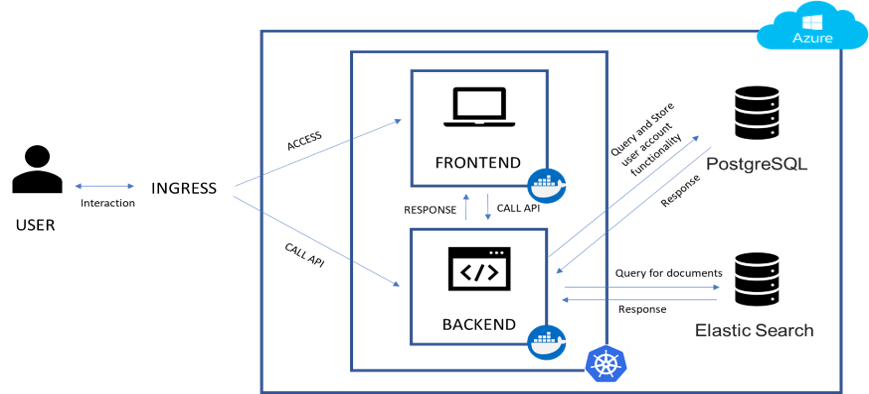 Azure
ACCESS
FRONTEND
Query and Store
user account
functionality
PostgreSQL
USER
Interaction
INGRESS
RESPONSE
CALL API
Response
CALL API
</>
BACKEND
Query for documents
Response
Elastic Search